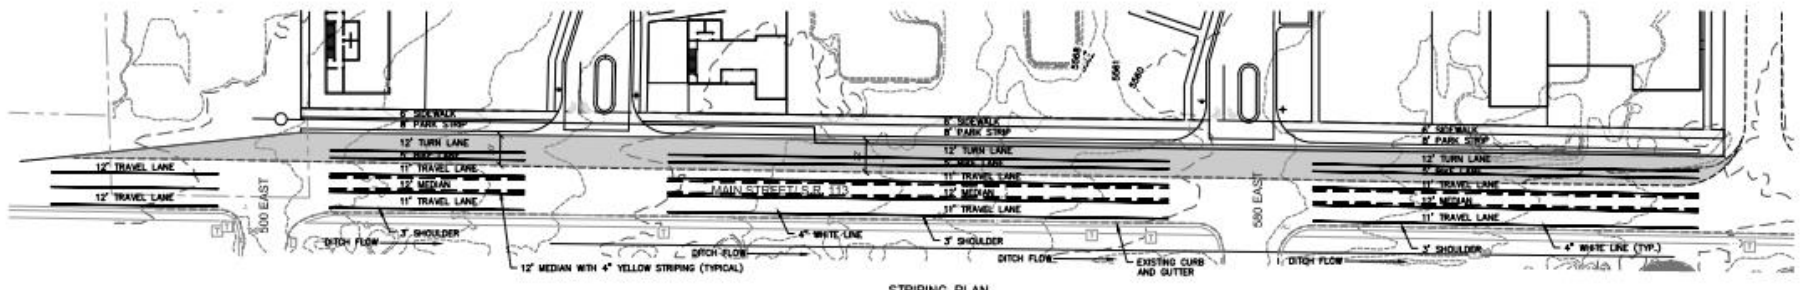 5568
5561
5560
6' SIDEWALK
8' PARK STRIP
12' TURN LANE
5' BIKE LANE
11' TRAVEL LANE
12' MEDIAN
11' TRAVEL LANE
6' SIDEWALK
8' PARK STRIP
12' TURN LANE
5' BIKE LANE
11' TRAVEL LANE
12' MEDIAN
11' TRAVEL LANE
6' SIDEWALK
8' PARK STRIP
12' TURN LANE
5' BIKE LANE
11' TRAVEL LANE
12' MEDIAN
11' TRAVEL LANE
12' TRAVEL LANE
12' TRAVEL LANE
MAIN STREET/ S.R. 113
500 EAST
580 EAST
T
T
T
T
T
T
3' SHOULDER
DITCH FLOW
4" WHITE LINE
3' SHOULDER
DITCH FLOW
DITCH FLOW
12' MEDIAN WITH 4" YELLOW STRIPING (TYPICAL)
EXISTING CURB
AND GUTTER
3' SHOULDER
4" WHITE LINE (TYP.)
DITCH FLOW
STRIPING PLAN